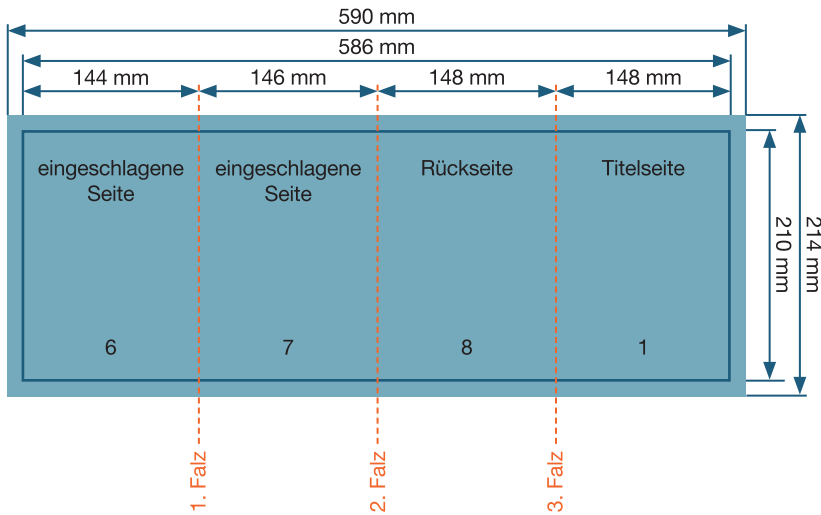 590 mm
586 mm
144 mm
146 mm
148 mm
148 mm
eingeschlagene
Seite
eingeschlagene
Seite
Rückseite
Titelseite
210 mm
214 mm
6
7
8
1
1. Falz
2. Falz
3. Falz